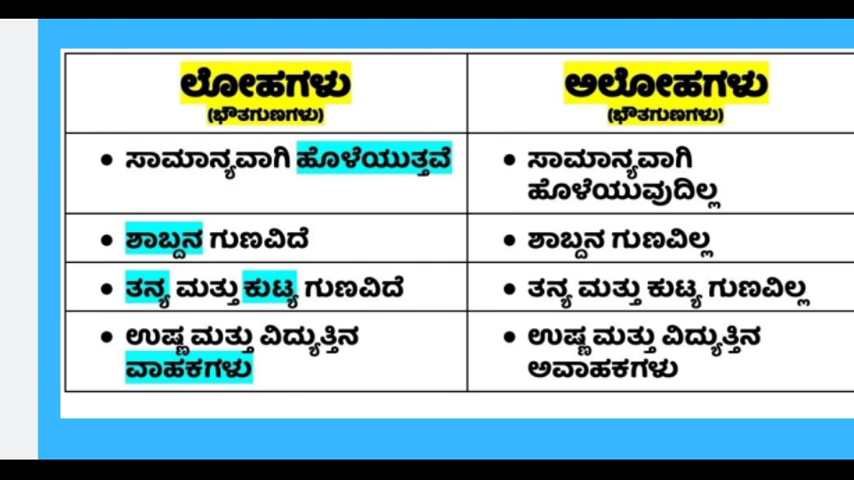 ಲೋಹಗಳು
(ಭೌತಗುಣಗಳು)
ಅಲೋಹಗಳು
(ಭೌತಗುಣಗಳು)
• ಸಾಮಾನ್ಯವಾಗಿ ಹೊಳೆಯುತ್ತವೆ
• ಸಾಮಾನ್ಯವಾಗಿ
ಹೊಳೆಯುವುದಿಲ್ಲ
• ಶಾಬ್ದನ ಗುಣವಿದೆ
• ಶಾಬ್ದನ ಗುಣವಿಲ್ಲ
• ತನ್ಯ ಮತ್ತು ಕುಟ್ಯ ಗುಣವಿದೆ
• ತನ್ಯ ಮತ್ತು ಕುಟ್ಯ ಗುಣವಿಲ್ಲ
• ಉಷ್ಣ ಮತ್ತು ವಿದ್ಯುತ್ತಿನ
ವಾಹಕಗಳು
• ಉಷ್ಣ ಮತ್ತು ವಿದ್ಯುತ್ತಿನ
ಅವಾಹಕಗಳು